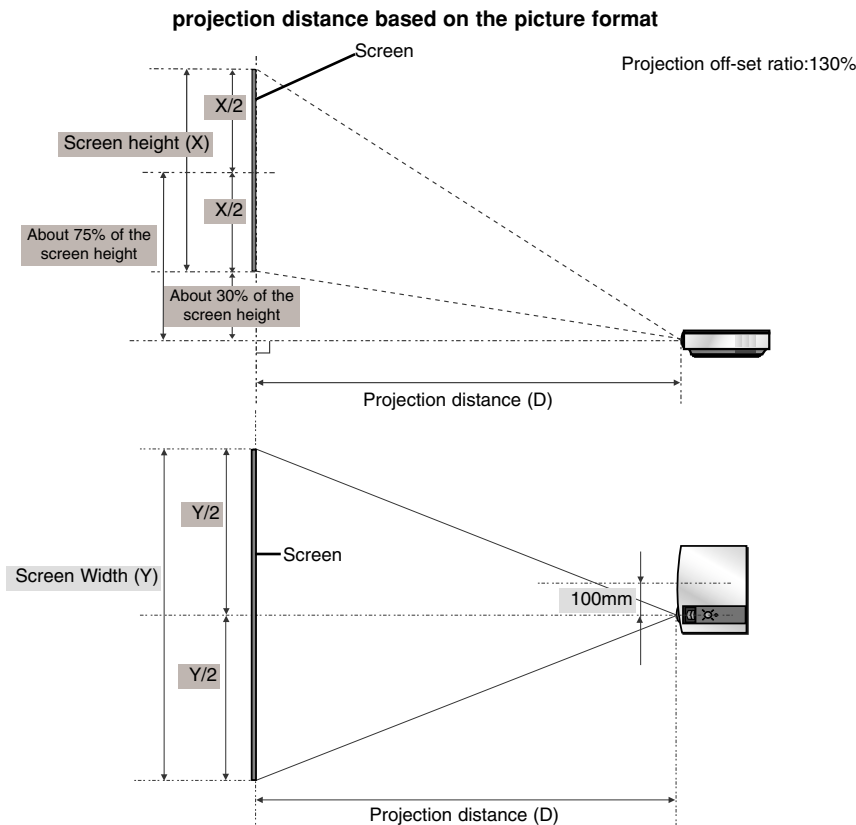 projection distance based on the picture format
Screen
Projection off-set ratio:130%
X/2
Screen height (X)
X/2
About 75% of the
screen height
About 30% of the
screen height
Projection distance (D)
Y/2
Screen
Screen Width (Y)
100mm
Y/2
Projection distance (D)